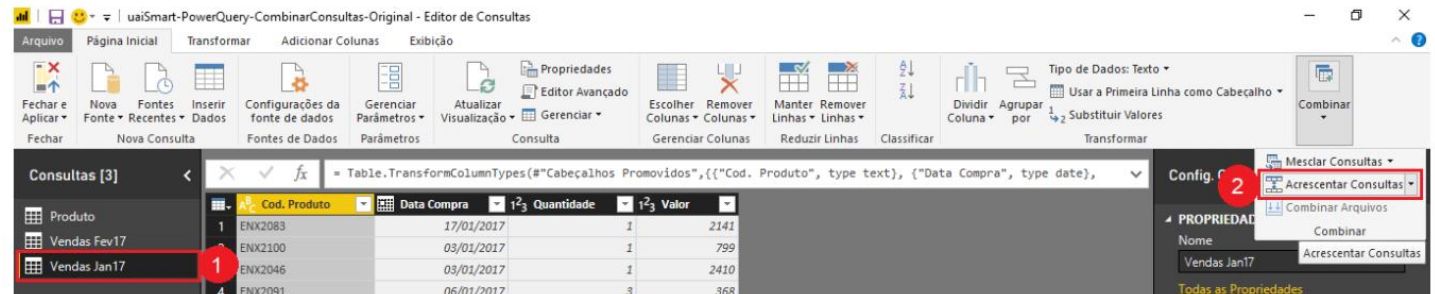 uaiSmart-PowerQuery-CombinarConsultas-Original - Editor de Consultas
Arquivo Página Inicial Transformar Adicionar Colunas Exibição
Fechar e Aplicar
Nova Fonte
Fontes Recentes
Inserir Dados
Configurações da fonte de dados
Gerenciar Parâmetros
Atualizar Visualização
Propriedades
Editor Avançado
Gerenciar
Escolher Colunas
Remover Colunas
Manter Linhas
Remover Linhas
Dividir Coluna
Agrupar por
Tipo de Dados: Texto
Usar a Primeira Linha como Cabeçalho
1 2 Substituir Valores
Combinar
Fechar Nova Consulta Fontes de Dados Parâmetros Consulta Gerenciar Colunas Reduzir Linhas Classificar Transformar
Mesclar Consultas
2 Acrescentar Consultas
Combinar Arquivos
Combinar
Acrescentar Consultas
Consultas [3]
Produto
Vendas Fev17
Vendas Jan17
1
fx = Table.TransformColumnTypes(#"Cabeçalhos Promovidos",{{"Cod. Produto", type text}, {"Data Compra", type date},
ABC Cod. Produto Data Compra 123 Quantidade 123 Valor
1 ENX2083 17/01/2017 1 2141
ENX2100 03/01/2017 1 799
ENX2046 03/01/2017 1 2410
4 ENX2091 06/01/2017 3 368
Config.
PROPRIEDAD
Nome
Vendas Jan17
Todas as Propriedades